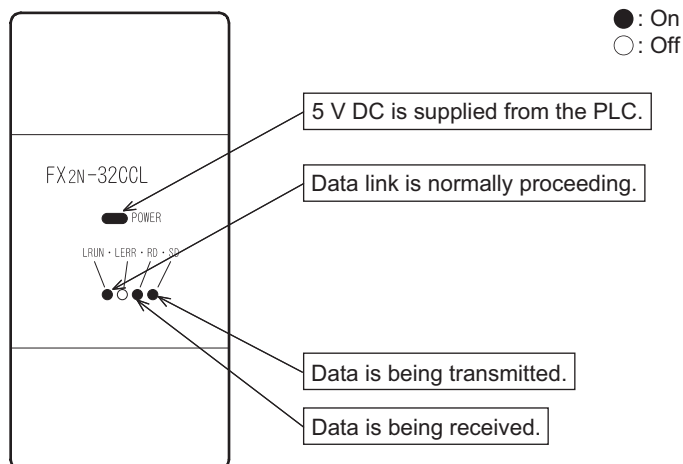 ●: On
○: Off
5 V DC is supplied from the PLC.
FX2N-32CCL
Data link is normally proceeding.
POWER
LRUN・LERR・RD・SD
Data is being transmitted.
Data is being received.